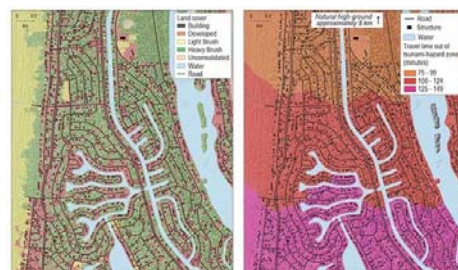 Land cover
Building
Developed
Light Brush
Heavy Brush
Unconsolidated
Water
Road
Natural high ground
approximately 5 km
Road
Structure
Water
Travel time out of
tsunami-hazard zone
(minutes)
75 - 99
100 - 124
125 - 149